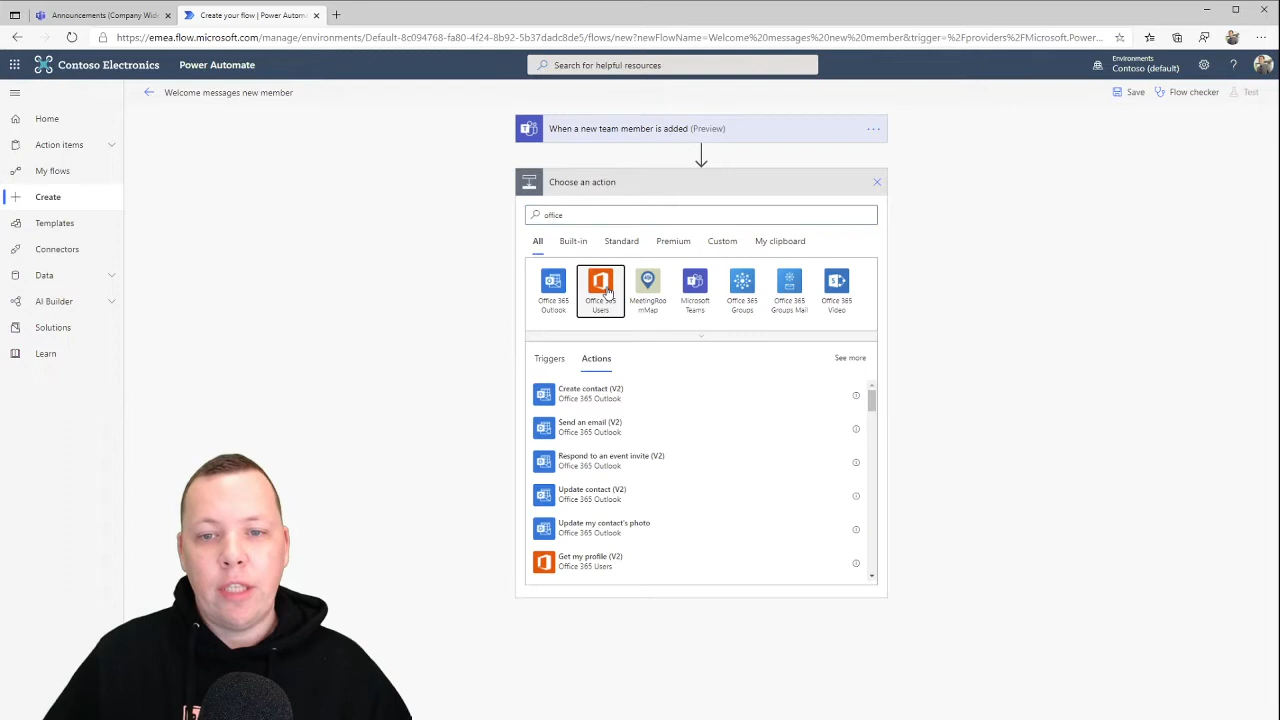 Announcements (Company Wid
Create your flow | Power Autom
https://emea.flow.microsoft.com/manage/environments/Default-8c094768-fa80-4f24-8b92-5b37dadc8de5/flows/new?newFlowName=Welcome%20messages%20new%20member&trigger=%2Fproviders%2FMicrosoft.Power...
Contoso Electronics
Power Automate
Search for helpful resources
Environments
Contoso (default)
Welcome messages new member
Save
Flow checker
Test
Home
Action items
My flows
Create
Templates
Connectors
Data
AI Builder
Solutions
Learn
When a new team member is added (Preview)
Choose an action
office
All
Built-in
Standard
Premium
Custom
My clipboard
Office 365
Outlook
Office 365
Users
MeetingRoo
mMap
Microsoft
Teams
Office 365
Groups
Office 365
Groups Mail
Office 365
Video
Triggers
Actions
See more
Create contact (V2)
Office 365 Outlook
Send an email (V2)
Office 365 Outlook
Respond to an event invite (V2)
Office 365 Outlook
Update contact (V2)
Office 365 Outlook
Update my contact's photo
Office 365 Outlook
Get my profile (V2)
Office 365 Users